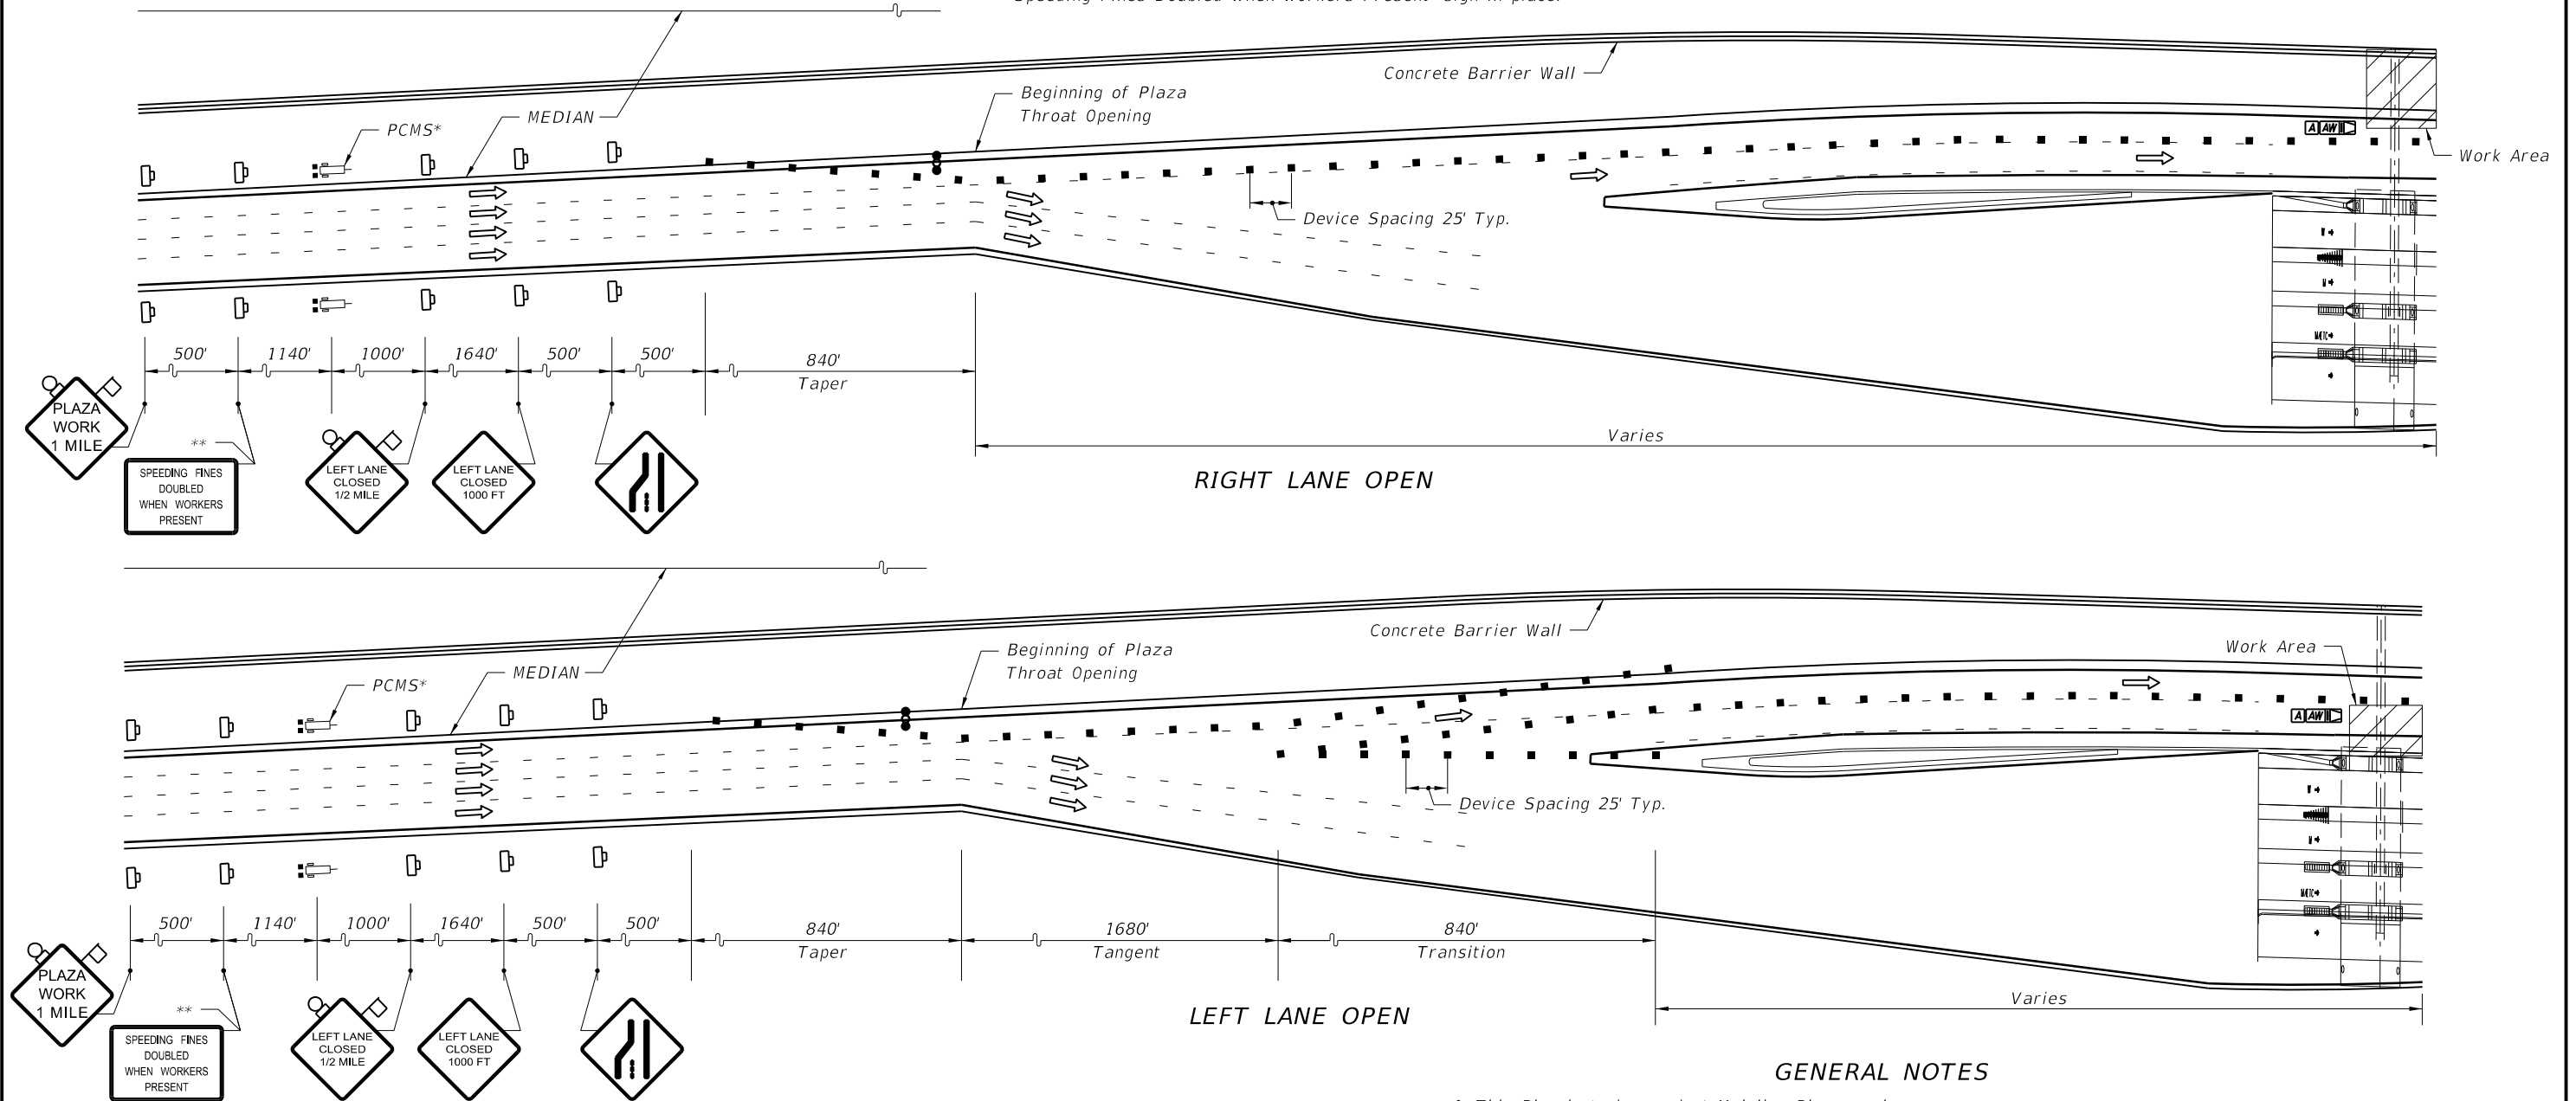 Concrete Barrier Wall
Beginning of Plaza
Throat Opening
MEDIAN
PCMS*
A AW
Work Area
Device Spacing 25' Typ.
500' 1140' 1000' 1640' 500' 500' 840'
Taper
PLAZA
WORK
1 MILE
**
SPEEDING FINES
DOUBLED
WHEN WORKERS
PRESENT
LEFT LANE
CLOSED
1/2 MILE
LEFT LANE
CLOSED
1000 FT
Varies
RIGHT LANE OPEN
Concrete Barrier Wall
Beginning of Plaza
Throat Opening
MEDIAN
PCMS*
Work Area
A AW
Device Spacing 25' Typ.
500' 1140' 1000' 1640' 500' 500' 840' 1680' 840'
Taper Tangent Transition
PLAZA
WORK
1 MILE
**
SPEEDING FINES
DOUBLED
WHEN WORKERS
PRESENT
LEFT LANE
CLOSED
1/2 MILE
LEFT LANE
CLOSED
1000 FT
Varies
LEFT LANE OPEN
GENERAL NOTES